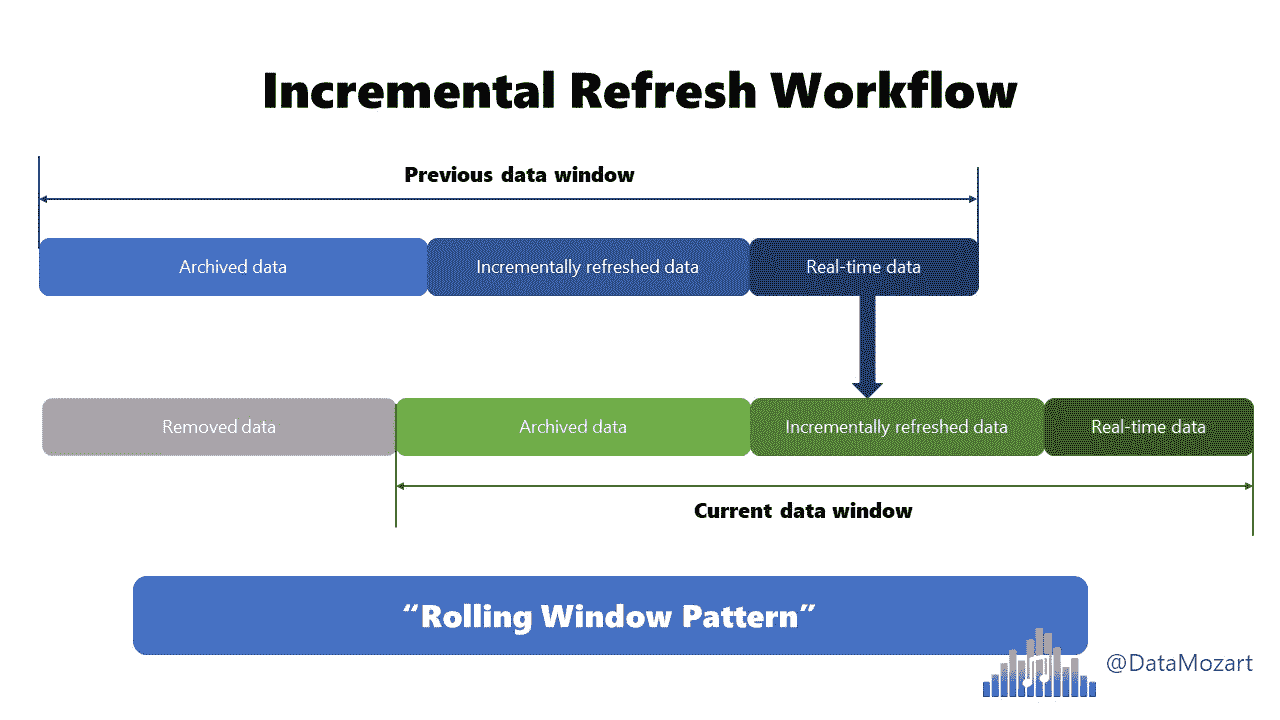 Incremental Refresh Workflow
Previous data window
Archived data
Incrementally refreshed data
Real-time data
Removed data
Archived data
Incrementally refreshed data
Real-time data
Current data window
“Rolling Window Pattern”
@DataMozart